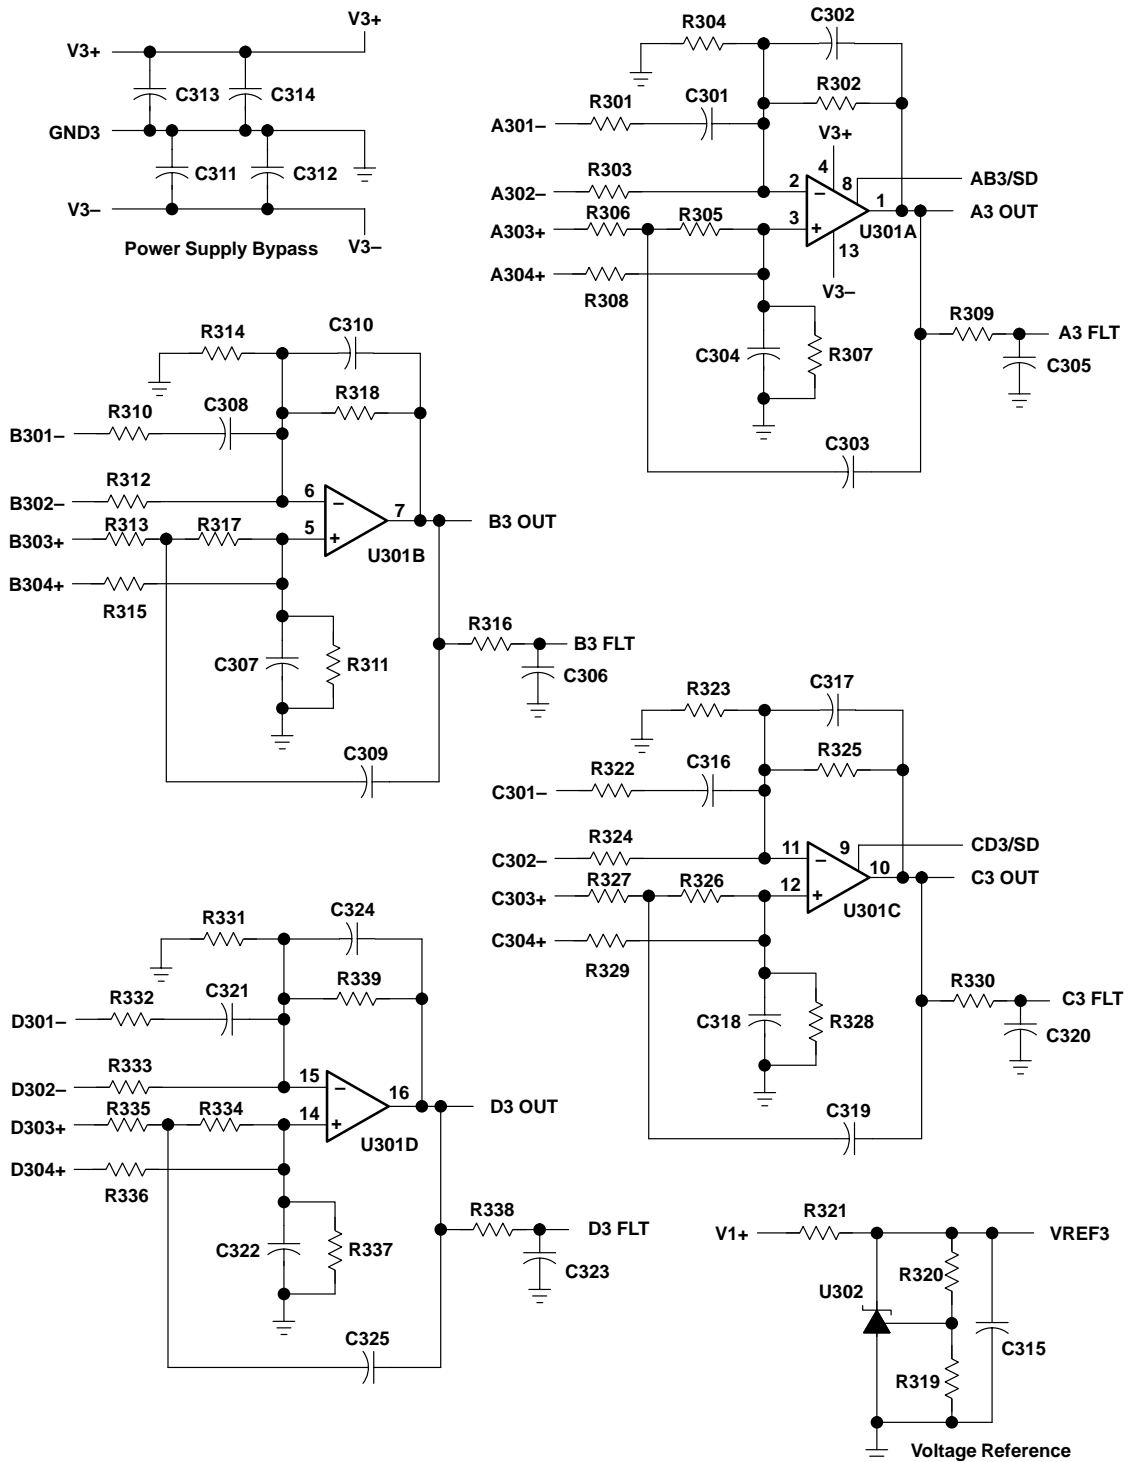 V3+
V3+
C313
C314
GND3
C311
C312
V3–
V3–
Power Supply Bypass
R304
C302
R302
R301
C301
A301–
V3+
4
8
AB3/SD
R303
A302–
2
–
1
A3 OUT
R306
R305
A303+
3
+
U301A
13
A304+
R308
V3–
C304
R307
R309
A3 FLT
C305
C303
R314
C310
R318
R310
C308
B301–
R312
B302–
6
–
7
B3 OUT
R313
R317
B303+
5
+
U301B
B304+
R315
R316
B3 FLT
C306
C307
R311
C309
R323
C317
R325
R322
C316
C301–
R324
C302–
11
–
9
CD3/SD
10
C3 OUT
R327
R326
C303+
12
+
U301C
C304+
R329
R330
C3 FLT
C320
C318
R328
C319
R331
C324
R339
R332
C321
D301–
R333
D302–
15
–
16
D3 OUT
R335
R334
D303+
14
+
U301D
D304+
R336
R338
D3 FLT
C323
C322
R337
C325
V1+
R321
VREF3
R320
U302
C315
R319
Voltage Reference